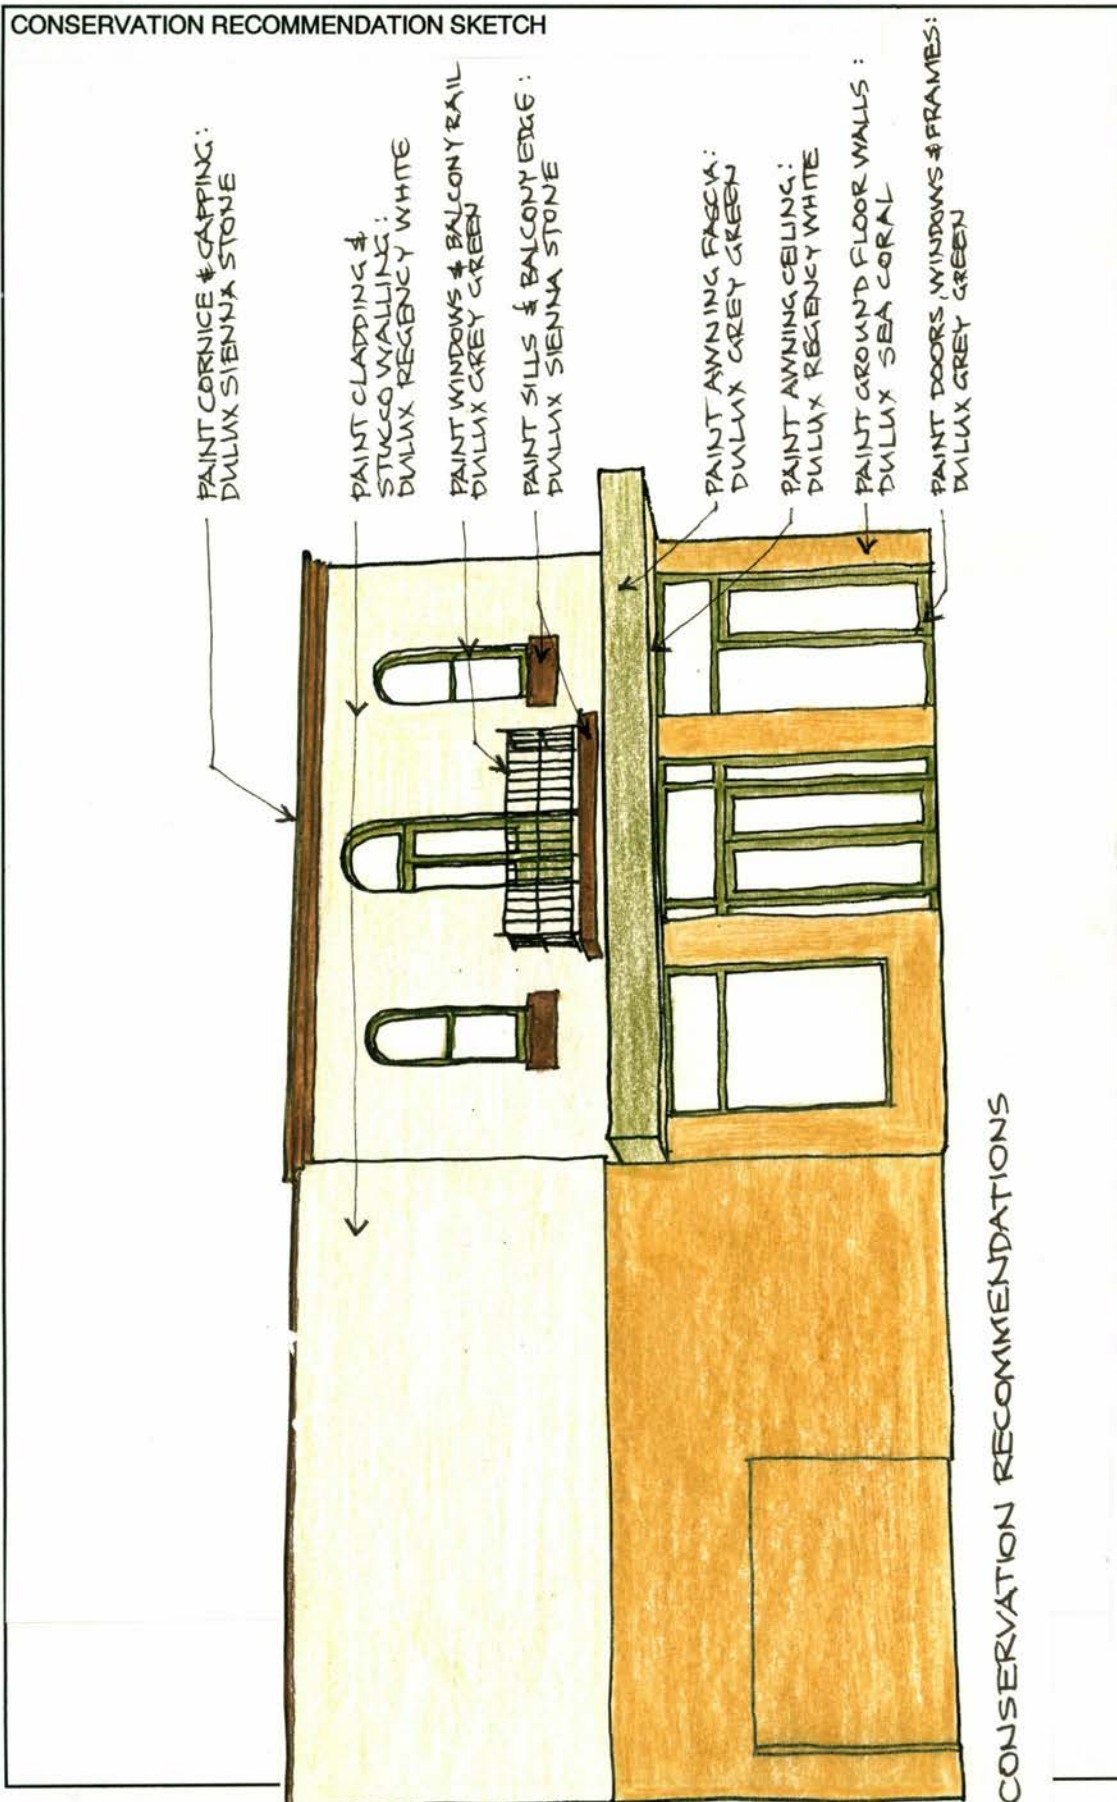 CONSERVATION RECOMMENDATION SKETCH
PAINT CORNICE & CAPPING:
DULUX SIENNA STONE
PAINT CLADDING &
STUCCO WALLING:
DULUX REGENCY WHITE
PAINT WINDOWS & BALCONY RAIL
DULUX GREY GREEN
PAINT SILLS & BALCONY EDGE:
DULUX SIENNA STONE
PAINT AWNING FASCIA:
DULUX GREY GREEN
PAINT AWNING CEILING:
DULUX REGENCY WHITE
PAINT GROUND FLOOR WALLS:
DULUX SEA CORAL
PAINT DOORS, WINDOWS & FRAMES:
DULUX GREY GREEN
CONSERVATION RECOMMENDATIONS